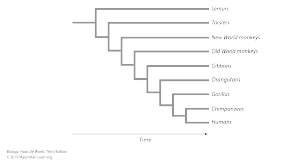 Lemurs
Tarsiers
New World monkeys
Old World monkeys
Gibbons
Orangutans
Gorillas
Chimpanzees
Humans
Time
Biology: How Life Works, Third Edition
© 2019 Macmillan Learning